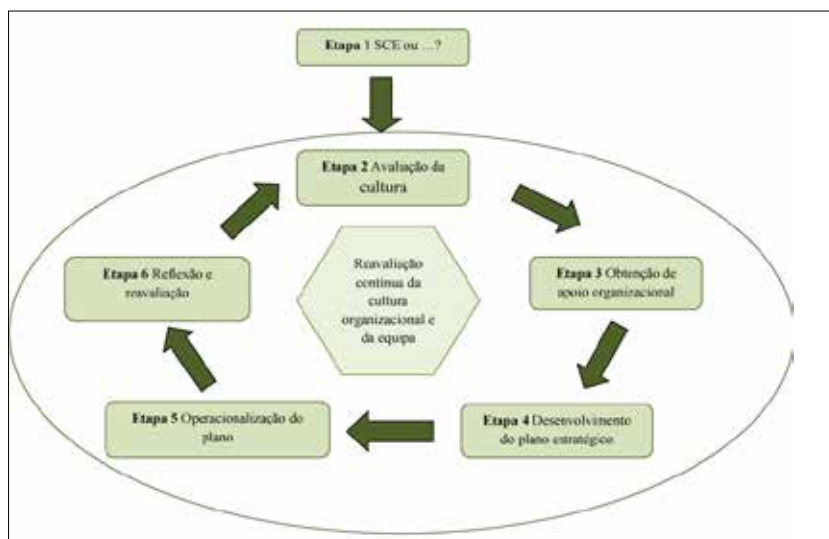 Etapa 1 SCE ou ...?
Etapa 2 Avaliação da
cultura
Etapa 3 Obtenção de
apoio organizacional
Etapa 4 Desenvolvimento
do plano estratégico
Etapa 5 Operacionalização do
plano
Etapa 6 Reflexão e
reavaliação
Reavaliação
contínua da
cultura
organizacional e
da equipa